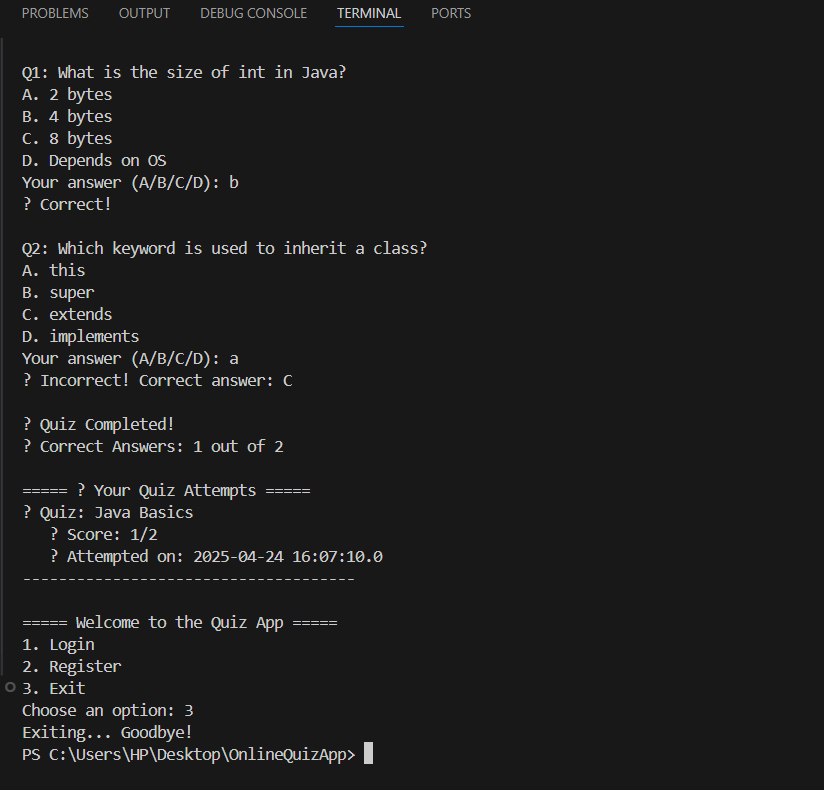 PROBLEMS OUTPUT DEBUG CONSOLE TERMINAL PORTS
Q1: What is the size of int in Java?
A. 2 bytes
B. 4 bytes
C. 8 bytes
D. Depends on OS
Your answer (A/B/C/D): b
? Correct!
Q2: Which keyword is used to inherit a class?
A. this
B. super
C. extends
D. implements
Your answer (A/B/C/D): a
? Incorrect! Correct answer: C
? Quiz Completed!
? Correct Answers: 1 out of 2
===== ? Your Quiz Attempts =====
? Quiz: Java Basics
? Score: 1/2
? Attempted on: 2025-04-24 16:07:10.0
-------------------------------------
===== Welcome to the Quiz App =====
1. Login
2. Register
3. Exit
Choose an option: 3
Exiting... Goodbye!
PS C:\Users\HP\Desktop\OnlineQuizApp>